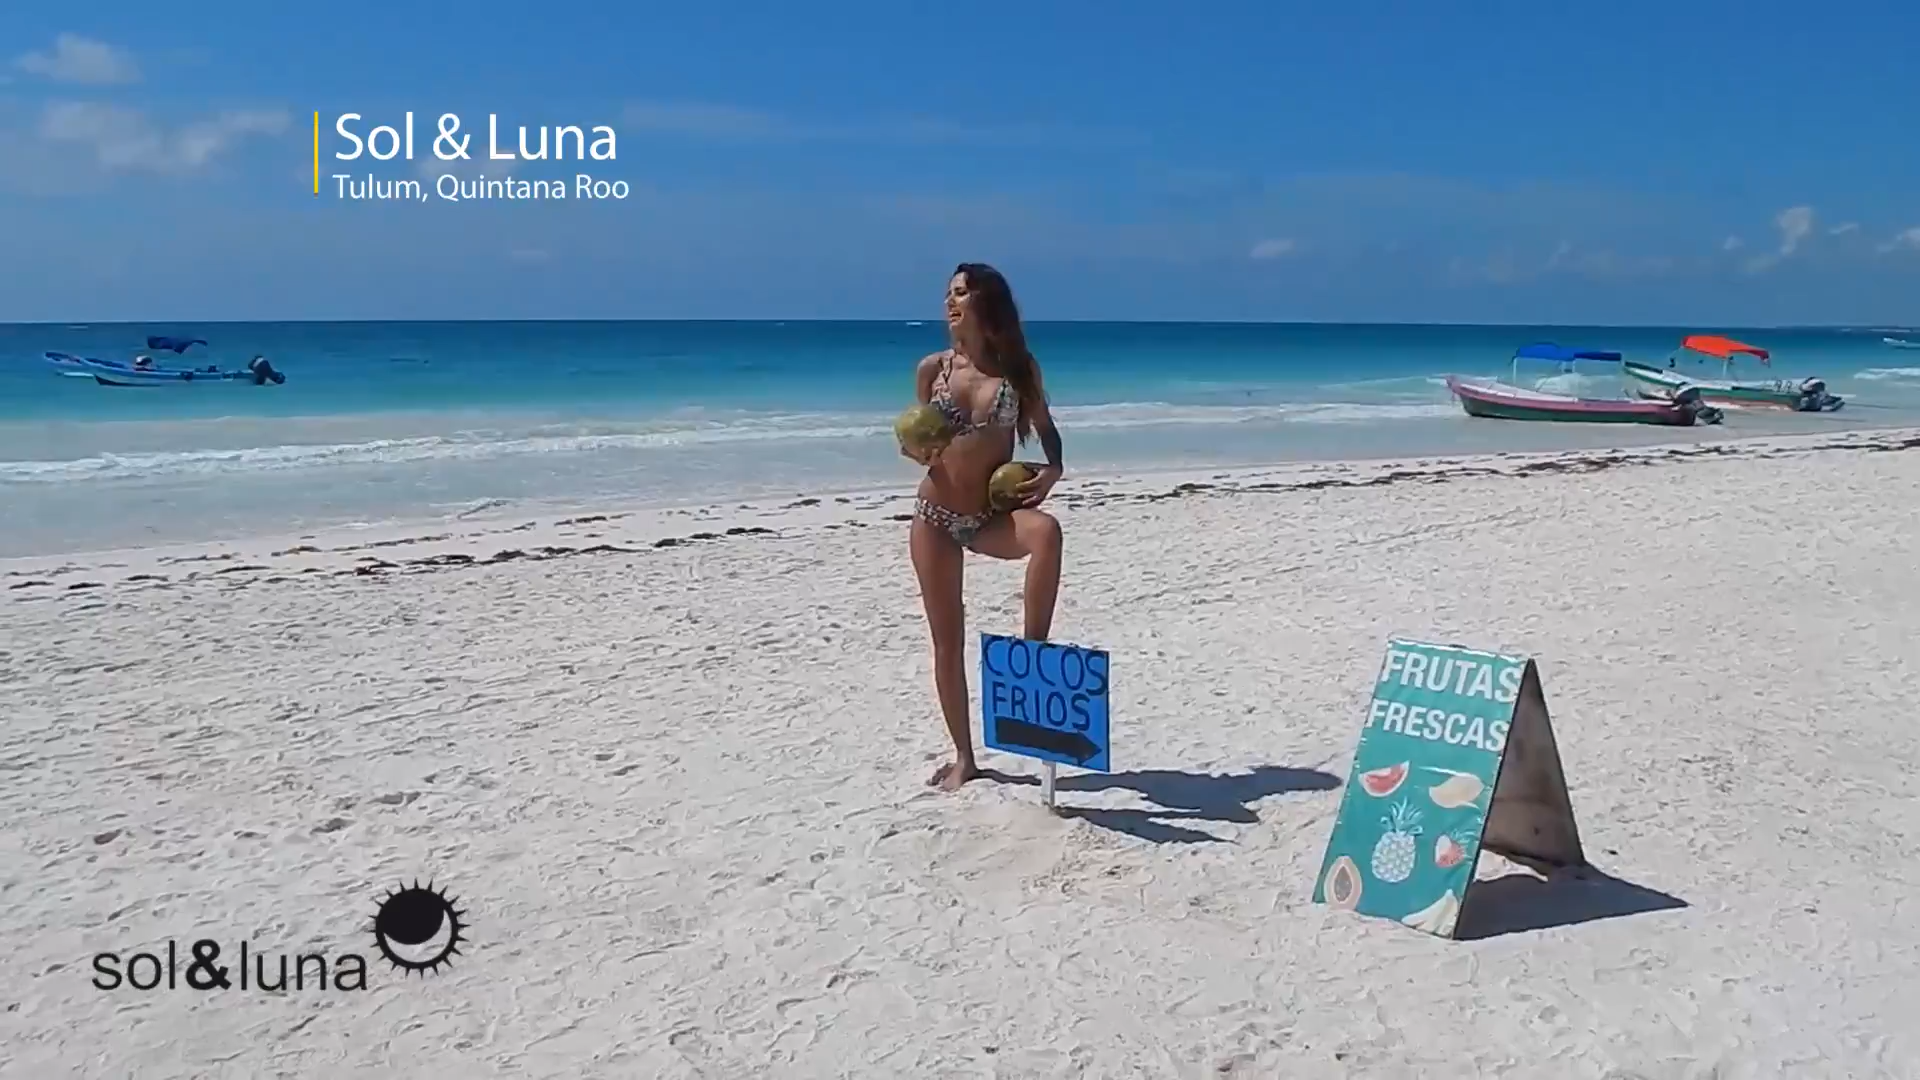 Sol & Luna
Tulum, Quintana Roo
COCOS
FRIOS
FRUTAS
FRESCAS
sol&luna